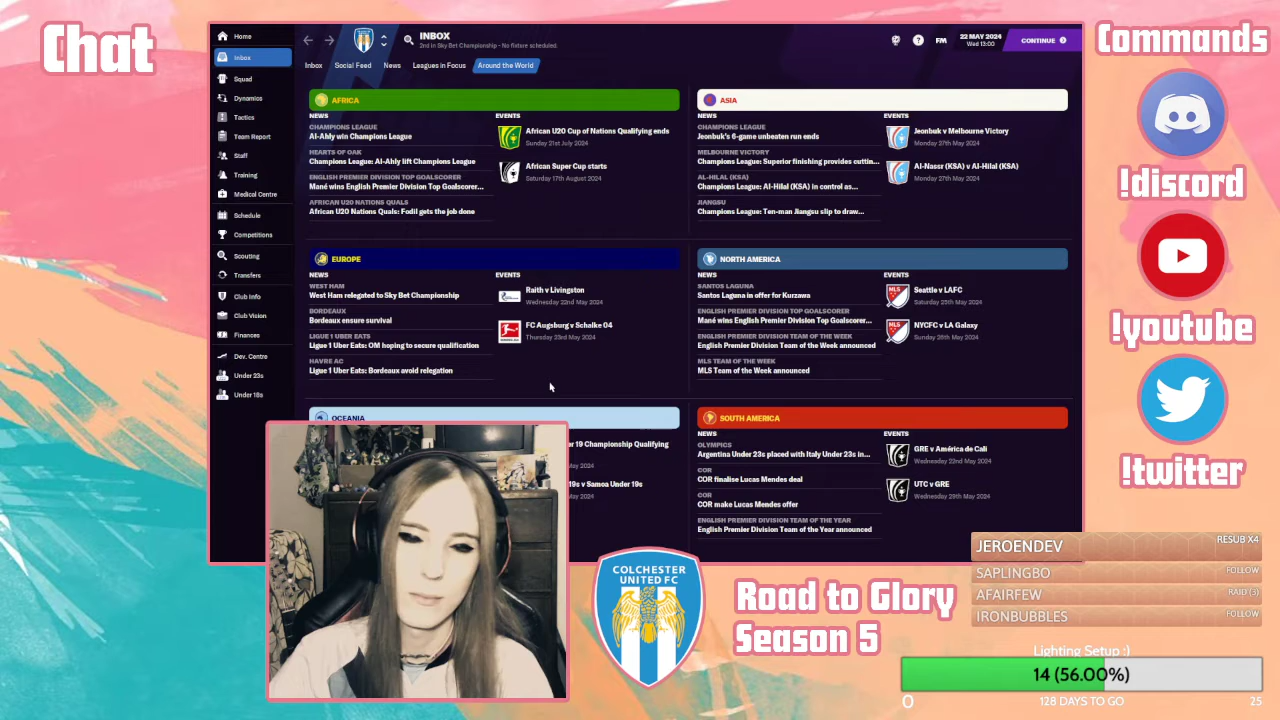 Chat
Commands
!discord
!youtube
!twitter
Home
Inbox
Squad
Dynamics
Tactics
Team Report
Staff
Training
Medical Centre
Schedule
Competitions
Scouting
Transfers
Club Info
Club Vision
Finances
Dev. Centre
Under 23s
Under 18s
INBOX
2nd in Sky Bet Championship - No fixture scheduled.
FM
22 MAY 2024
Wed 13:00
CONTINUE
Inbox Social Feed News Leagues in Focus Around the World
AFRICA
NEWS
CHAMPIONS LEAGUE
Al-Ahly win Champions League
HEARTS OF OAK
Champions League: Al-Ahly lift Champions League
ENGLISH PREMIER DIVISION TOP GOALSCORER
Mané wins English Premier Division Top Goalscorer...
AFRICAN U20 NATIONS QUALS
African U20 Nations Quals: Fodil gets the job done
EVENTS
African U20 Cup of Nations Qualifying ends
Sunday 21st July 2024
African Super Cup starts
Saturday 17th August 2024
ASIA
NEWS
CHAMPIONS LEAGUE
Jeonbuk's 6-game unbeaten run ends
MELBOURNE VICTORY
Champions League: Superior finishing provides cuttin...
AL-HILAL (KSA)
Champions League: Al-Hilal (KSA) in control as...
JIANGSU
Champions League: Ten-man Jiangsu slip to draw...
EVENTS
Jeonbuk v Melbourne Victory
Monday 27th May 2024
Al-Nassr (KSA) v Al-Hilal (KSA)
Monday 27th May 2024
EUROPE
NEWS
WEST HAM
West Ham relegated to Sky Bet Championship
BORDEAUX
Bordeaux ensure survival
LIGUE 1 UBER EATS
Ligue 1 Uber Eats: OM hoping to secure qualification
HAVRE AC
Ligue 1 Uber Eats: Bordeaux avoid relegation
EVENTS
Raith v Livingston
Wednesday 22nd May 2024
FC Augsburg v Schalke 04
Thursday 23rd May 2024
NORTH AMERICA
NEWS
SANTOS LAGUNA
Santos Laguna in offer for Kurzawa
ENGLISH PREMIER DIVISION TOP GOALSCORER
Mané wins English Premier Division Top Goalscorer...
ENGLISH PREMIER DIVISION TEAM OF THE WEEK
English Premier Division Team of the Week announced
MLS TEAM OF THE WEEK
MLS Team of the Week announced
EVENTS
MLS
Seattle v LAFC
Saturday 25th May 2024
MLS
NYCFC v LA Galaxy
Sunday 26th May 2024
OCEANIA
er 19 Championship Qualifying
May 2024
19s v Samoa Under 19s
May 2024
SOUTH AMERICA
NEWS
OLYMPICS
Argentina Under 23s placed with Italy Under 23s in...
COR
COR finalise Lucas Mendes deal
COR
COR make Lucas Mendes offer
ENGLISH PREMIER DIVISION TEAM OF THE YEAR
English Premier Division Team of the Year announced
EVENTS
GRE v América de Cali
Wednesday 22nd May 2024
UTC v GRE
Wednesday 29th May 2024
COLCHESTER
UNITED FC
Road to Glory
Season 5
JEROENDEV RESUB X4
SAPLINGBO FOLLOW
AFAIRFEW RAID (3)
IRONBUBBLES FOLLOW
Lighting Setup :)
14 (56.00%)
0 128 DAYS TO GO 25